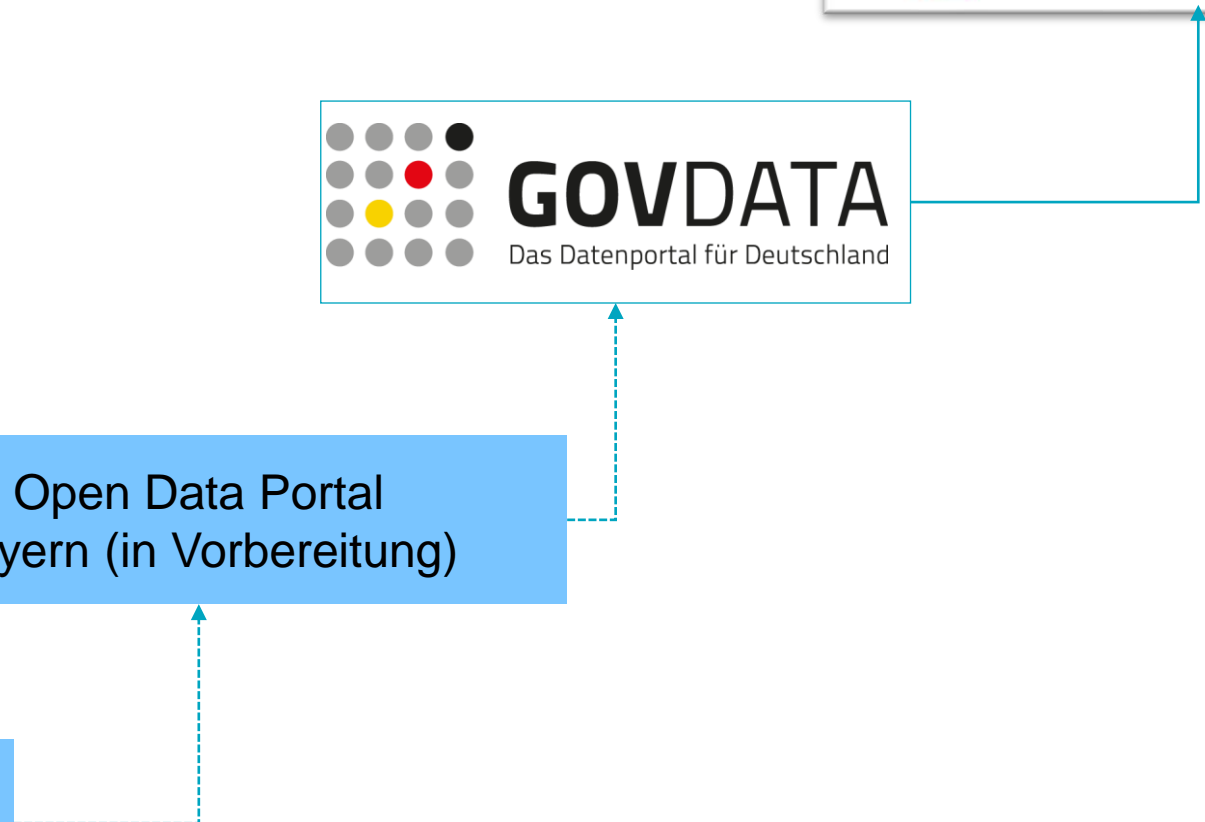 GOVDATA
Das Datenportal für Deutschland
Open Data Portal
yern (in Vorbereitung)